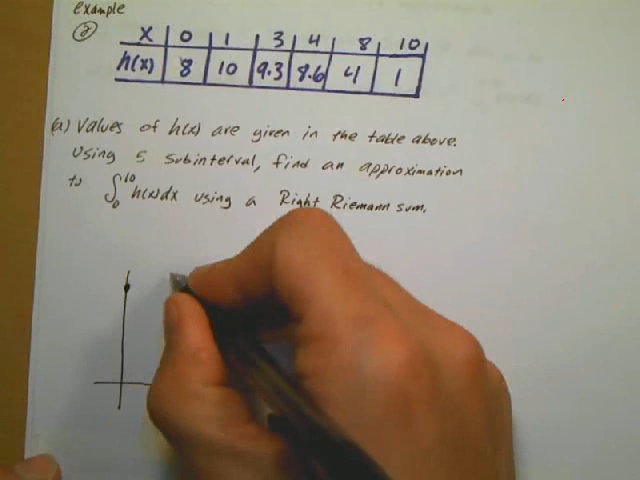 example
② x 0 1 3 4 8 10
h(x) 8 10 9.3 8.6 4 1
(a) Values of h(x) are given in the table above.
Using 5 subinterval, find an approximation
to ∫₀¹⁰ h(x)dx using a Right Riemann sum.